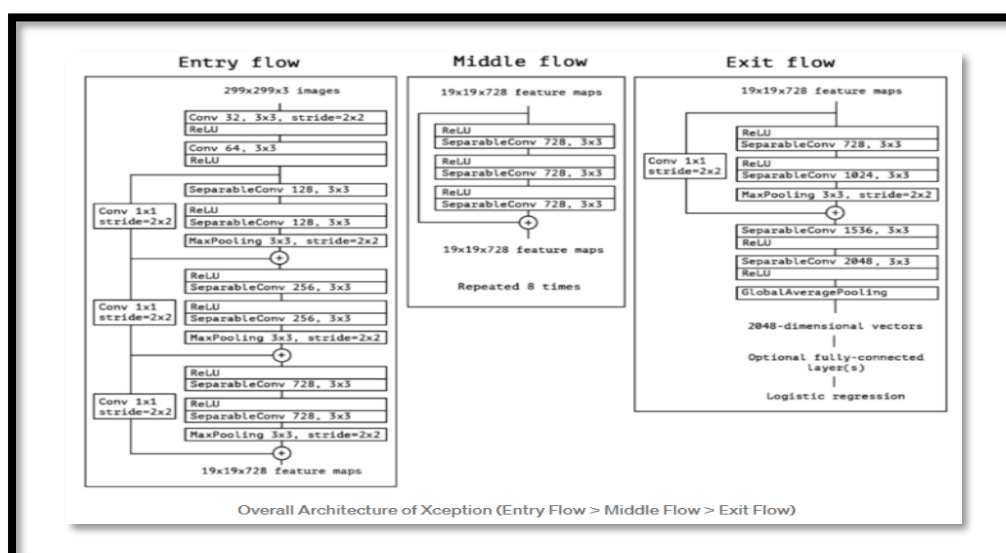 Entry flow
299x299x3 images
Conv 32, 3x3, stride=2x2
ReLU
Conv 64, 3x3
ReLU
SeparableConv 128, 3x3
Conv 1x1
stride=2x2
ReLU
SeparableConv 128, 3x3
MaxPooling 3x3, stride=2x2
+
ReLU
SeparableConv 256, 3x3
Conv 1x1
stride=2x2
ReLU
SeparableConv 256, 3x3
MaxPooling 3x3, stride=2x2
+
ReLU
SeparableConv 728, 3x3
Conv 1x1
stride=2x2
ReLU
SeparableConv 728, 3x3
MaxPooling 3x3, stride=2x2
+
19x19x728 feature maps
Middle flow
19x19x728 feature maps
ReLU
SeparableConv 728, 3x3
ReLU
SeparableConv 728, 3x3
ReLU
SeparableConv 728, 3x3
+
19x19x728 feature maps
Repeated 8 times
Exit flow
19x19x728 feature maps
ReLU
SeparableConv 728, 3x3
Conv 1x1
stride=2x2
ReLU
SeparableConv 1024, 3x3
MaxPooling 3x3, stride=2x2
+
SeparableConv 1536, 3x3
ReLU
SeparableConv 2048, 3x3
ReLU
GlobalAveragePooling
2048-dimensional vectors
Optional fully-connected
layer(s)
Logistic regression
Overall Architecture of Xception (Entry Flow > Middle Flow > Exit Flow)